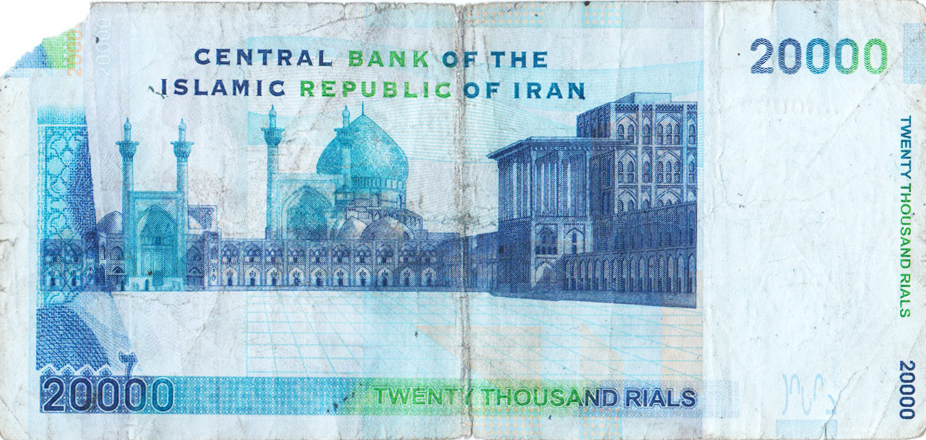 CENTRAL BANK OF THE
ISLAMIC REPUBLIC OF IRAN
20000
TWENTY THOUSAND RIALS
20000
20000
TWENTY THOUSAND RIALS